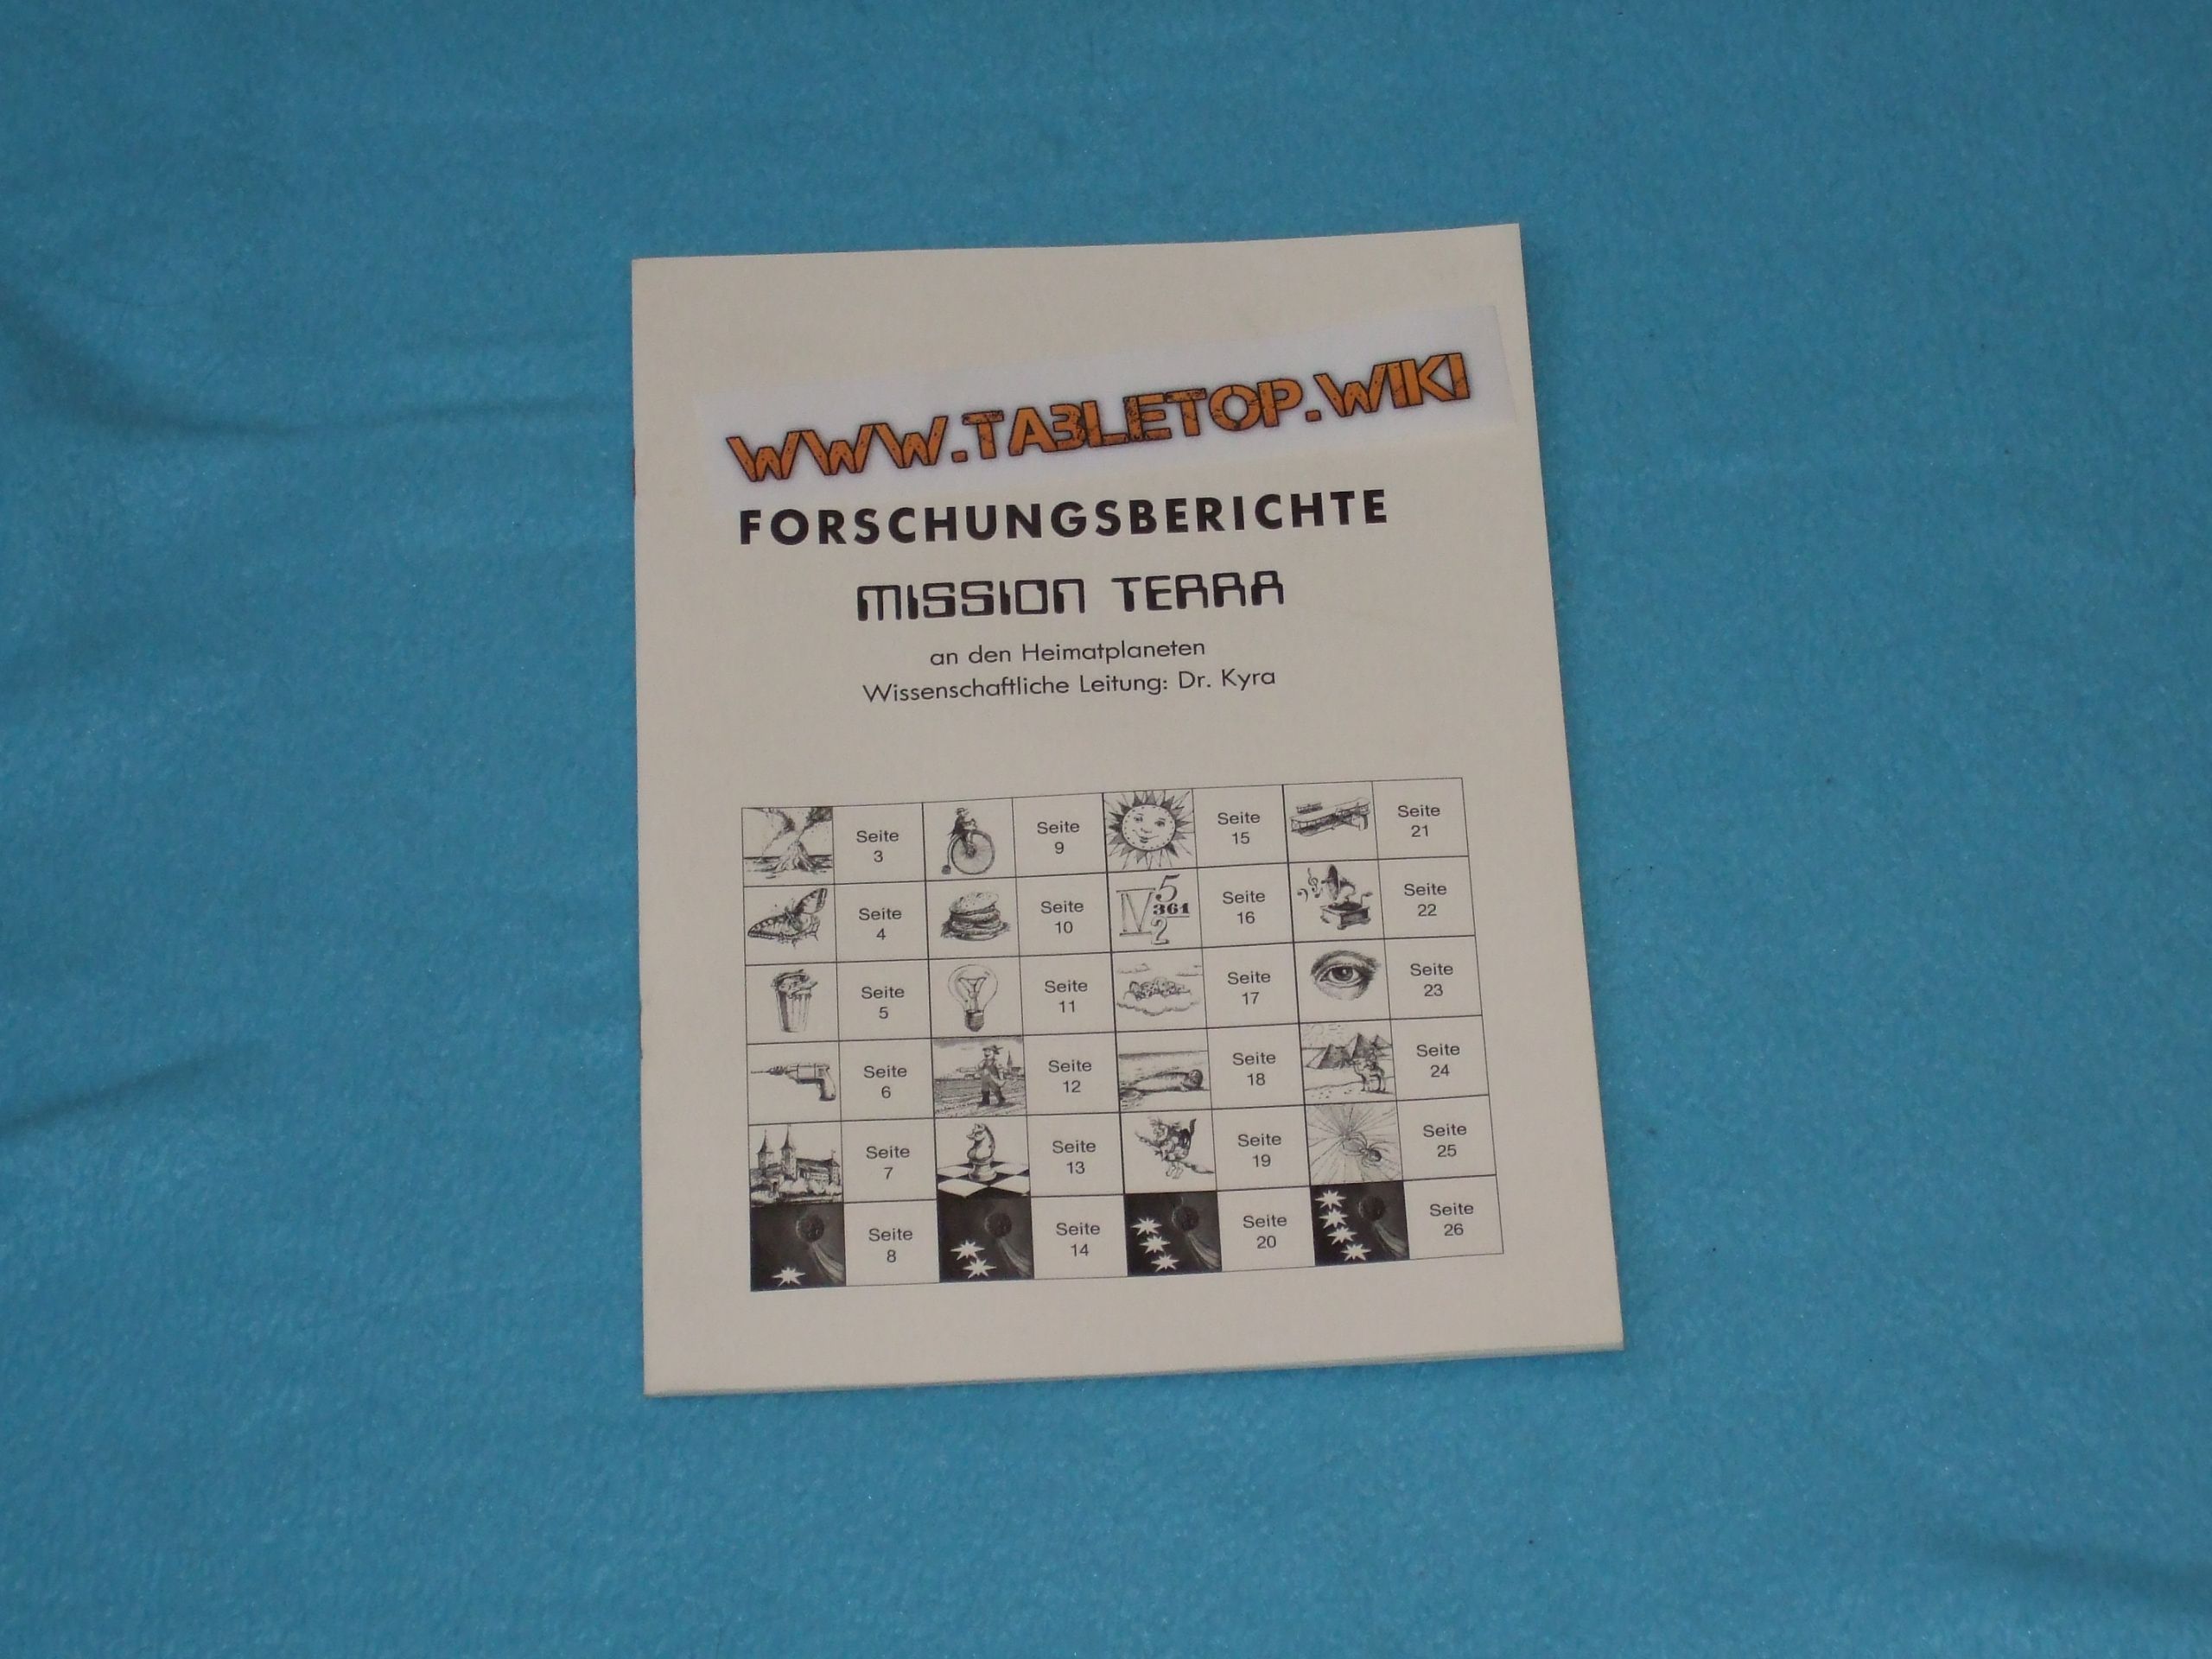 WWW.TABLETOP.WIKI
FORSCHUNGSBERICHTE
MISSION TERRA
an den Heimatplaneten
Wissenschaftliche Leitung: Dr. Kyra
Seite 3 Seite 9 Seite 15 Seite 21
Seite 4 Seite 10 5 361 2 Seite 16 Seite 22
Seite 5 Seite 11 Seite 17 Seite 23
Seite 6 Seite 12 Seite 18 Seite 24
Seite 7 Seite 13 Seite 19 Seite 25
Seite 8 Seite 14 Seite 20 Seite 26